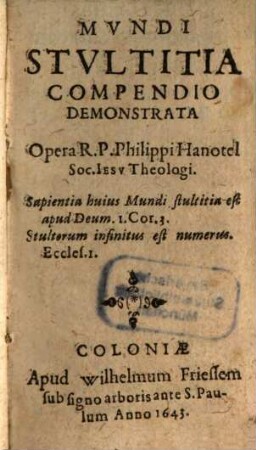 MVNDI
STVLTITIA
COMPENDIO
DEMONSTRATA
Opera R.P. Philippi Hanotel
Soc. IESV Theologi.
Sapientia huius Mundi ſtultitia eſt
apud Deum. 1. Cor. 3.
Stultorum infinitus eſt numerus.
Eccleſ. 1.
COLONIÆ
Apud Wilhelmum Frieſſem
ſub ſigno arboris ante S. Pau-
lum Anno 1643.